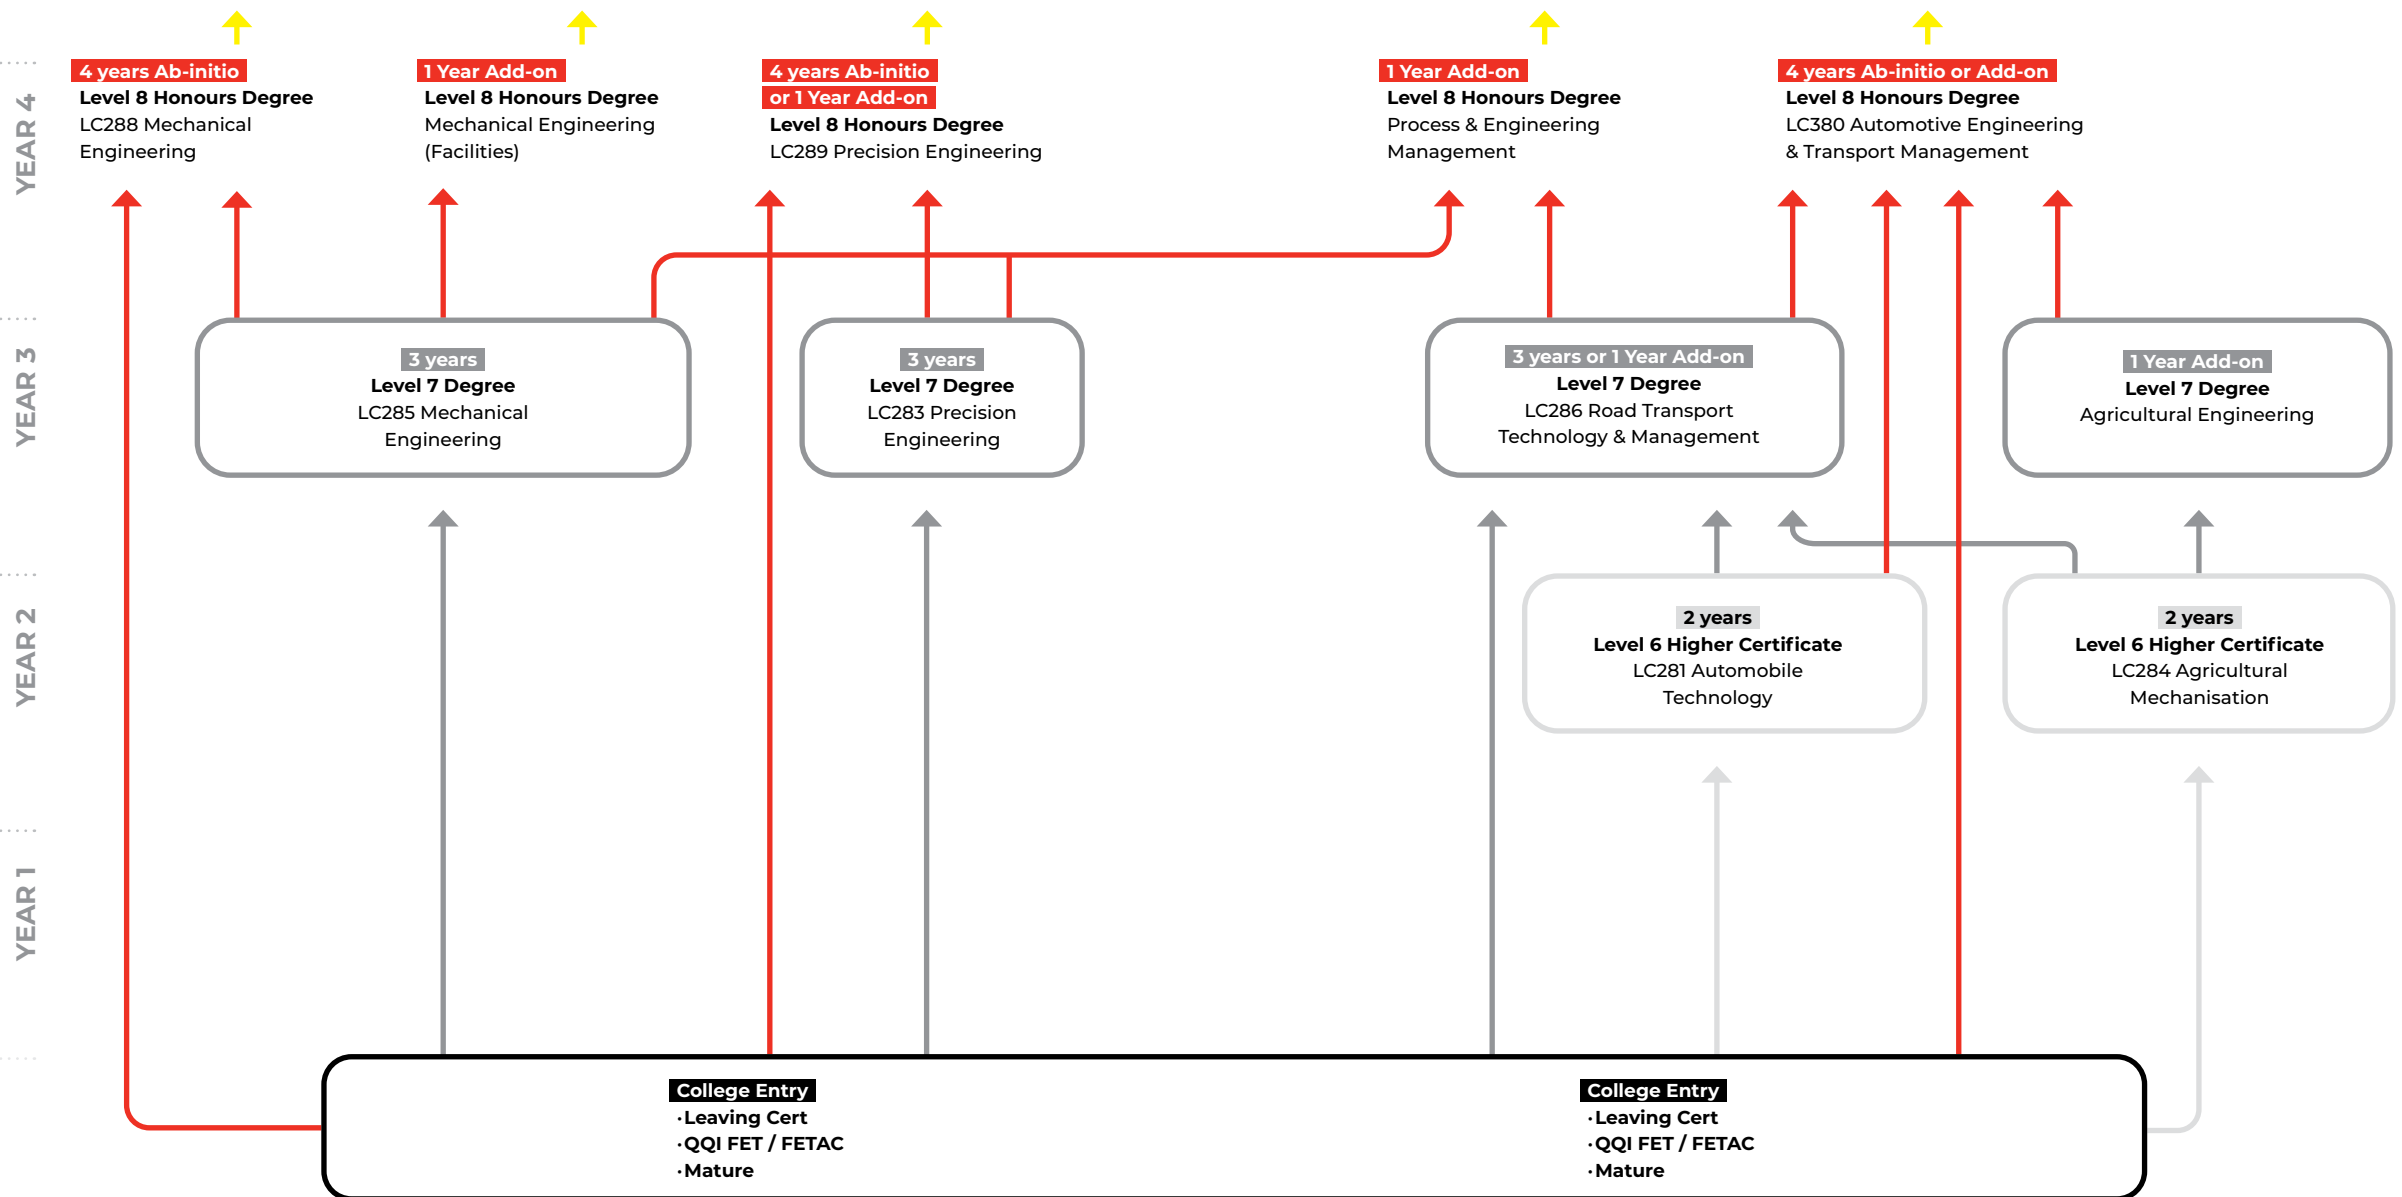 YEAR 4
4 years Ab-initio
Level 8 Honours Degree
LC288 Mechanical
Engineering
1 Year Add-on
Level 8 Honours Degree
Mechanical Engineering
(Facilities)
4 years Ab-initio
or 1 Year Add-on
Level 8 Honours Degree
LC289 Precision Engineering
1 Year Add-on
Level 8 Honours Degree
Process & Engineering
Management
4 years Ab-initio or Add-on
Level 8 Honours Degree
LC380 Automotive Engineering
& Transport Management
YEAR 3
3 years
Level 7 Degree
LC285 Mechanical
Engineering
3 years
Level 7 Degree
LC283 Precision
Engineering
3 years or 1 Year Add-on
Level 7 Degree
LC286 Road Transport
Technology & Management
1 Year Add-on
Level 7 Degree
Agricultural Engineering
YEAR 2
2 years
Level 6 Higher Certificate
LC281 Automobile
Technology
2 years
Level 6 Higher Certificate
LC284 Agricultural
Mechanisation
YEAR 1
College Entry
·Leaving Cert
·QQI FET / FETAC
·Mature
College Entry
·Leaving Cert
·QQI FET / FETAC
·Mature